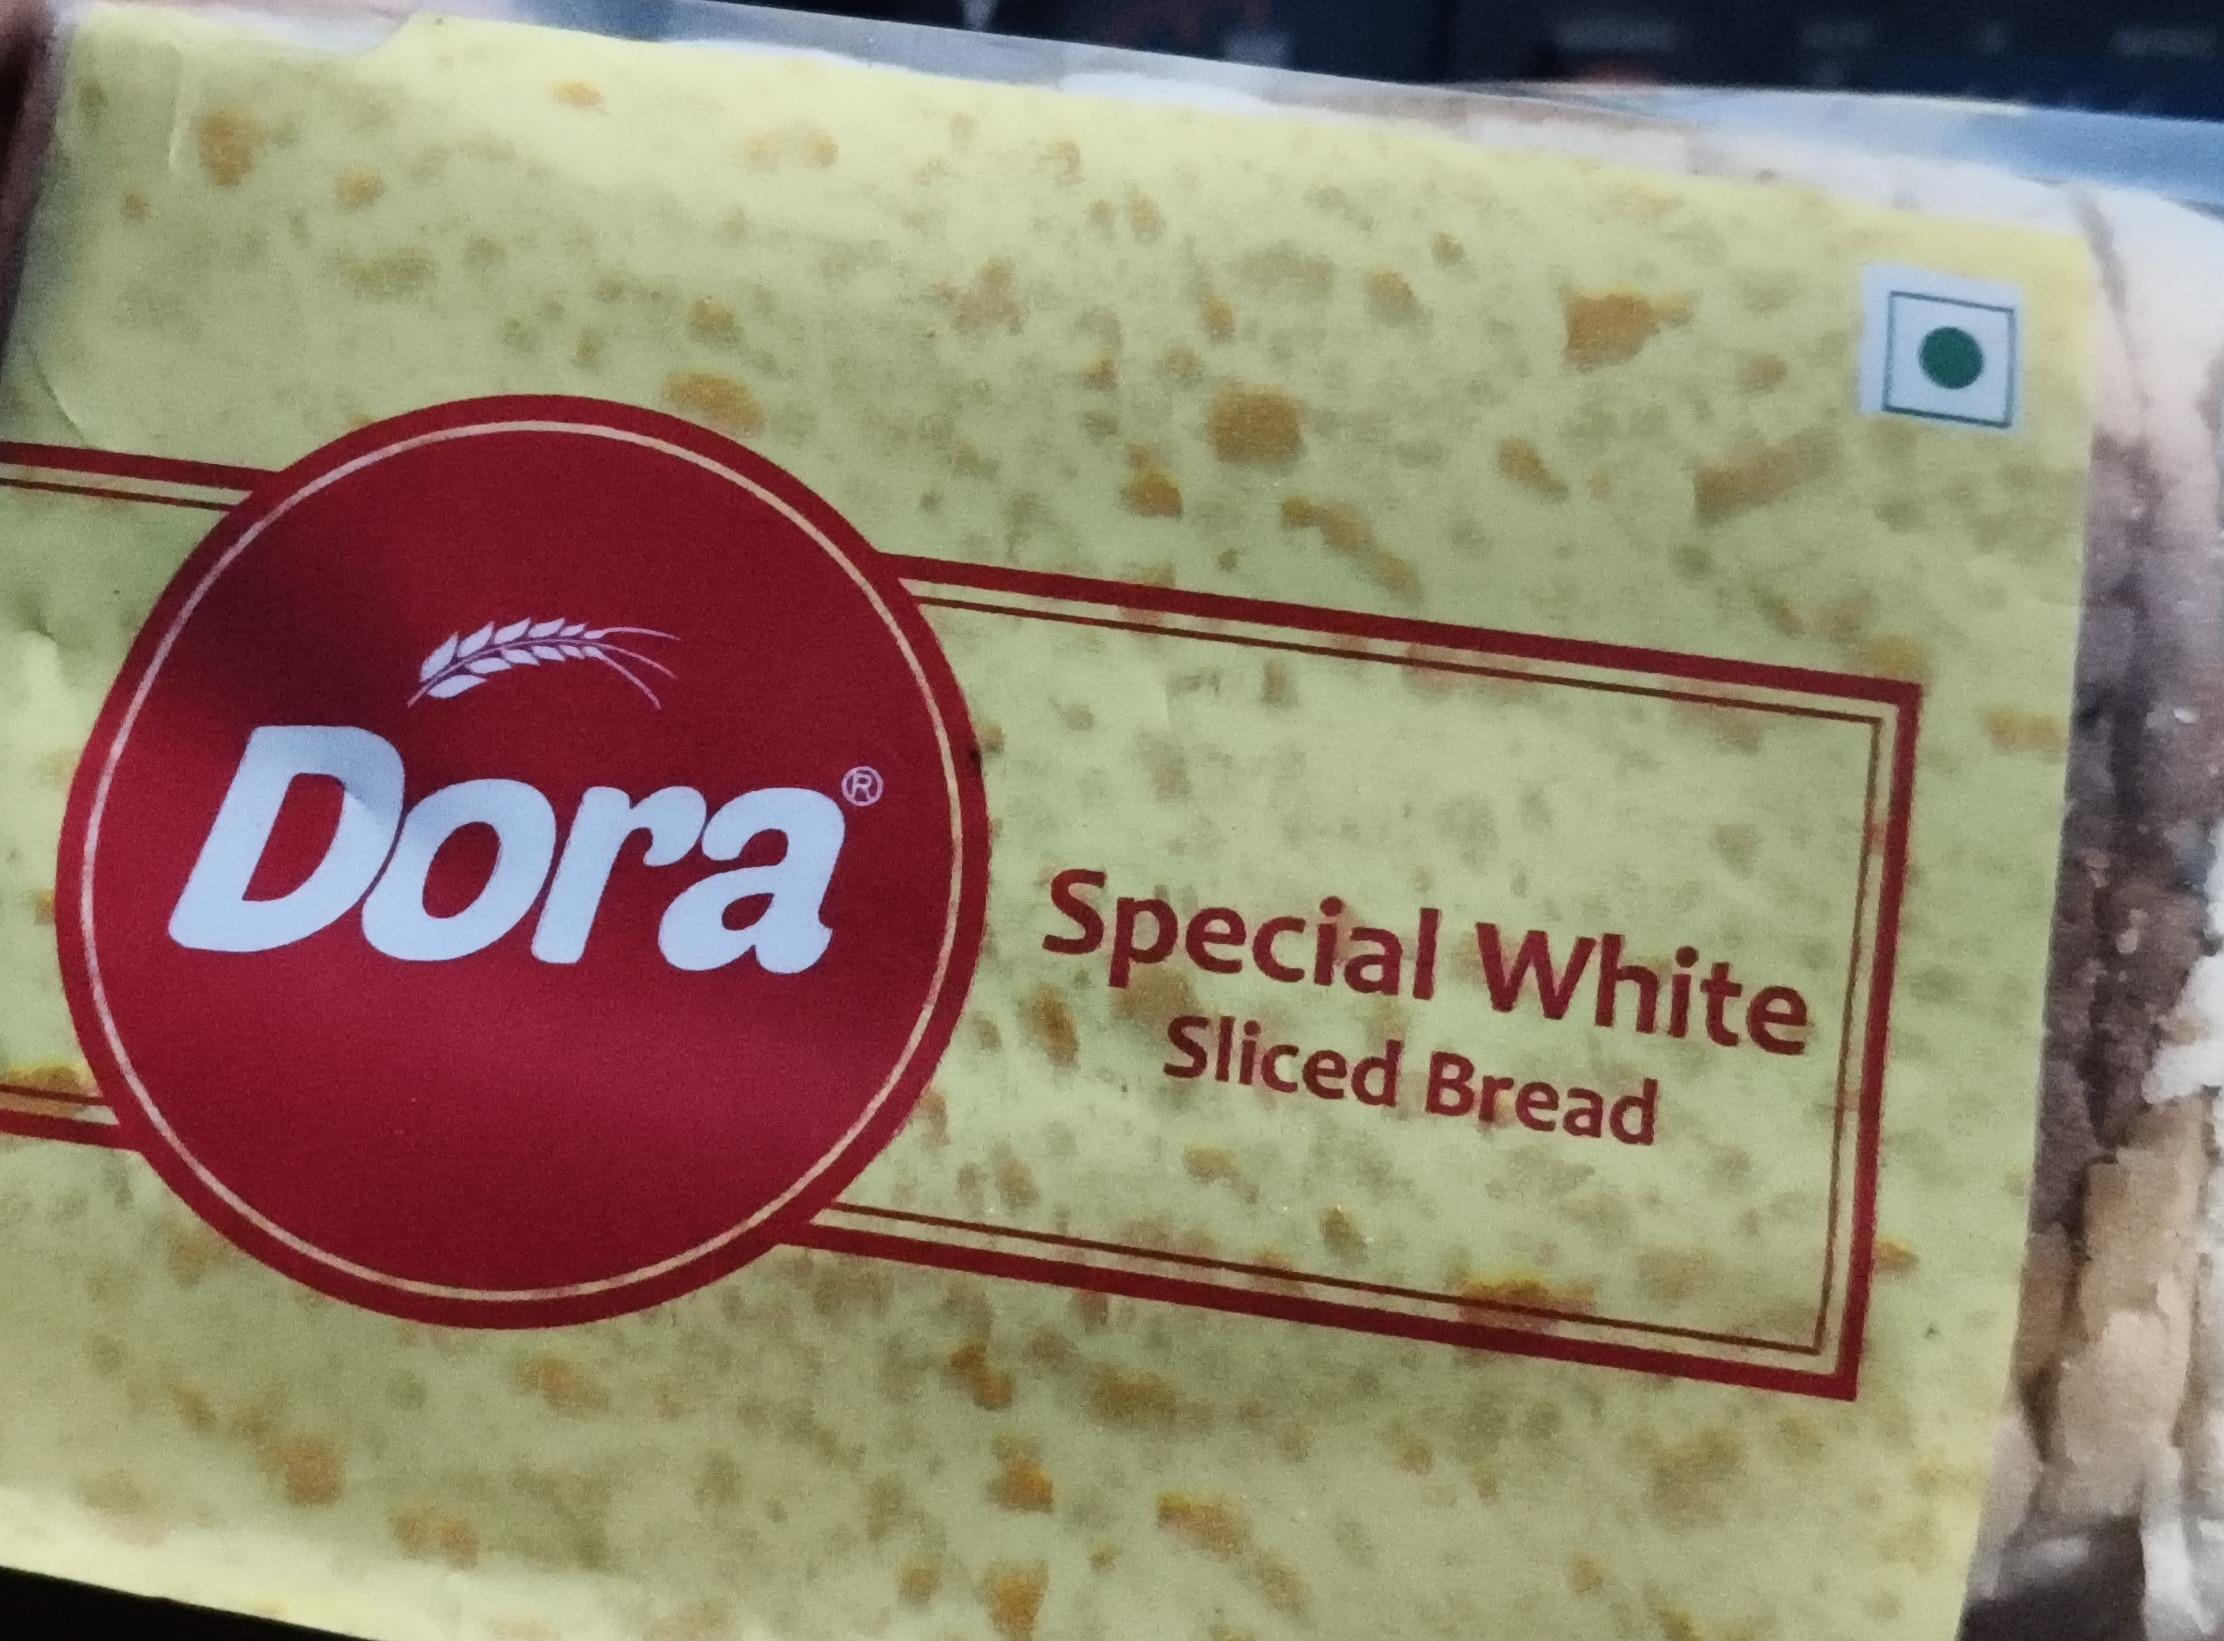 Dora®
Special White
Sliced Bread